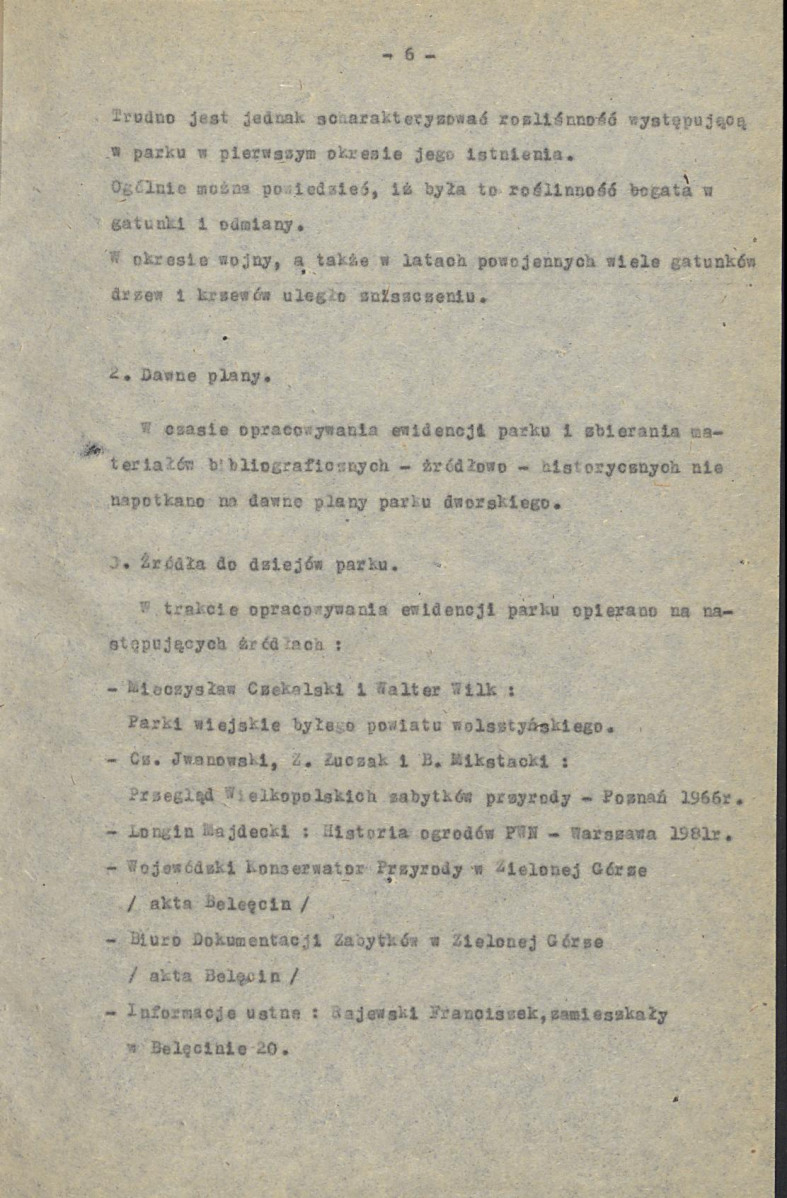 - 6 -
Trudno jest jednak scharakteryzować rozliśnność występującą
w parku w pierwszym okresie jego istnienia.
Ogólnie można powiedzieć, iż była to roślinność bogata w
gatunki i odmiany.
W okresie wojny, a także w latach powojennych wiele gatunków
drzew i krzewów uległo zniszczeniu.
2. Dawne plany.
W czasie opracowywania ewidencji parku i zbierania ma-
teriałów bibliograficznych - źródłowo - historycznych nie
napotkano na dawne plany parku dworskiego.
3. Źródła do dziejów parku.
W trakcie opracowywania ewidencji parku opierano na na-
stępujących źródłach :
- Mieczysław Czekalski i Walter Wilk :
Parki wiejskie byłego powiatu wolsztyńskiego.
- Cz. Jwanowski, Z. Łuczak i B. Mikstacki :
Przegląd Wielkopolskich zabytków przyrody - Poznań 1966r.
- Longin Majdecki : Historia ogrodów PWN - Warszawa 1981r.
- Wojewódzki Konserwator Przyrody w Zielonej Górze
/ akta Beleęcin /
- Biuro Dokumentacji Zabytków w Zielonej Górze
/ akta Belęcin /
- Informacje ustne : Rajewski Franciszek,zamieszkały
w Belęcinie 20.